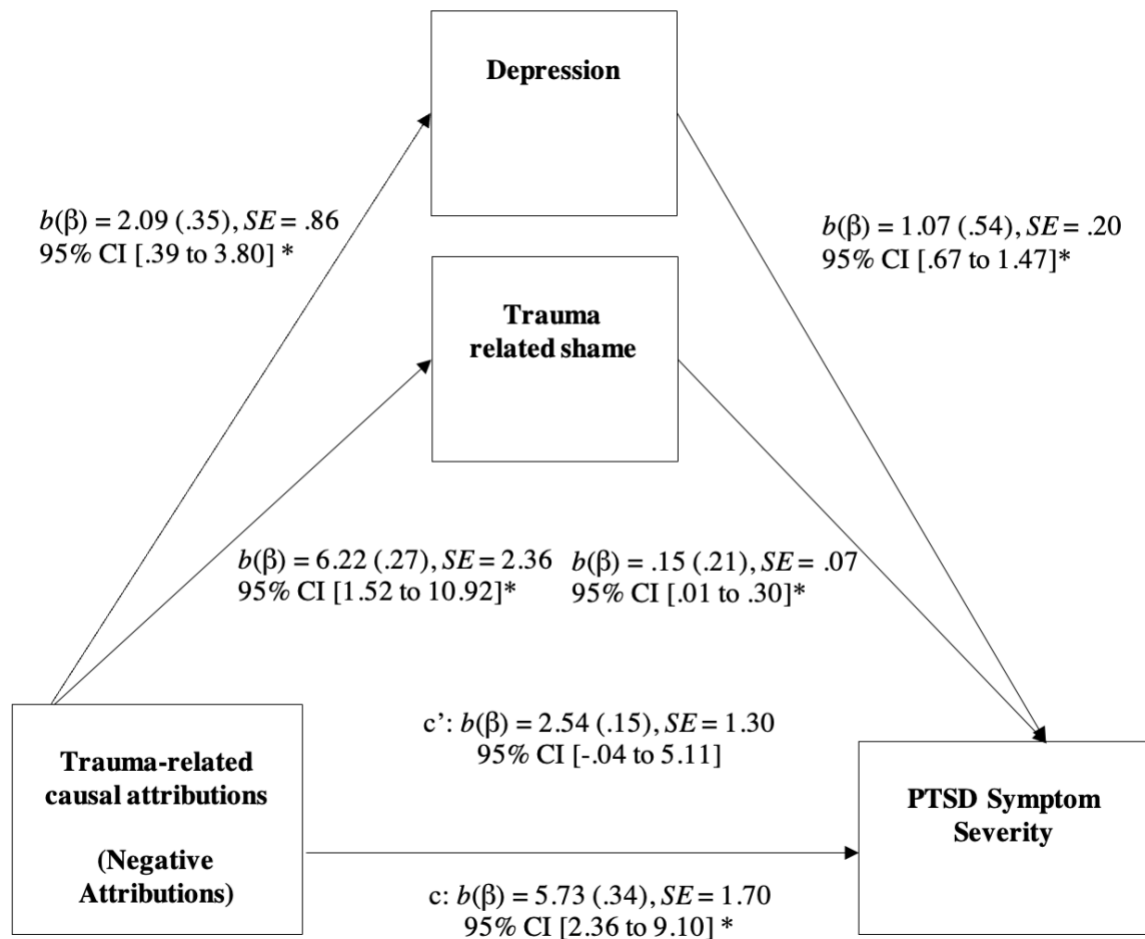 Depression
b(β) = 2.09 (.35), SE = .86
95% CI [.39 to 3.80] *
b(β) = 1.07 (.54), SE = .20
95% CI [.67 to 1.47]*
Trauma
related shame
b(β) = 6.22 (.27), SE = 2.36
95% CI [1.52 to 10.92]*
b(β) = .15 (.21), SE = .07
95% CI [.01 to .30]*
Trauma-related
causal attributions
(Negative
Attributions)
c’: b(β) = 2.54 (.15), SE = 1.30
95% CI [-.04 to 5.11]
PTSD Symptom
Severity
c: b(β) = 5.73 (.34), SE = 1.70
95% CI [2.36 to 9.10] *